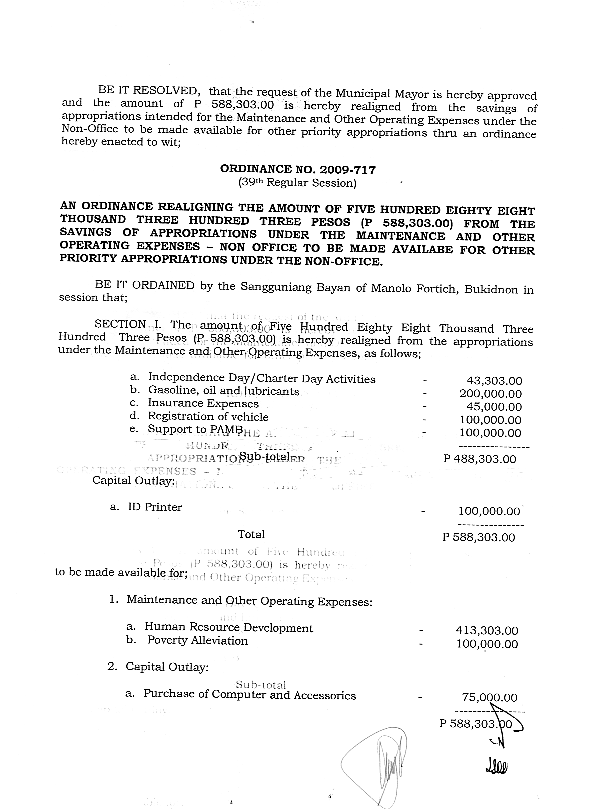 BE IT RESOLVED, that the request of the Municipal Mayor is hereby approved
and the amount of P 588,303.00 is hereby realigned from the savings of
appropriations intended for the Maintenance and Other Operating Expenses under the
Non-Office to be made available for other priority appropriations thru an ordinance
hereby enacted to wit;
ORDINANCE NO. 2009-717
(39th Regular Session)
AN ORDINANCE REALIGNING THE AMOUNT OF FIVE HUNDRED EIGHTY EIGHT
THOUSAND THREE HUNDRED THREE PESOS (P 588,303.00) FROM THE
SAVINGS OF APPROPRIATIONS UNDER THE MAINTENANCE AND OTHER
OPERATING EXPENSES – NON OFFICE TO BE MADE AVAILABE FOR OTHER
PRIORITY APPROPRIATIONS UNDER THE NON-OFFICE.
BE IT ORDAINED by the Sangguniang Bayan of Manolo Fortich, Bukidnon in
session that;
SECTION I. The amount of Five Hundred Eighty Eight Thousand Three
Hundred Three Pesos (P 588,303.00) is hereby realigned from the appropriations
under the Maintenance and Other Operating Expenses, as follows;
a. Independence Day/Charter Day Activities - 43,303.00
b. Gasoline, oil and lubricants - 200,000.00
c. Insurance Expenses - 45,000.00
d. Registration of vehicle - 100,000.00
e. Support to PAMB - 100,000.00
---------------
Sub-total P 488,303.00
Capital Outlay:
a. ID Printer - 100,000.00
---------------
Total P 588,303.00
amount of Five Hundred
(P 588,303.00) is hereby
to be made available for;
and Other Operating
1. Maintenance and Other Operating Expenses:
a. Human Resource Development - 413,303.00
b. Poverty Alleviation - 100,000.00
2. Capital Outlay:
Sub-total
a. Purchase of Computer and Accessories - 75,000.00
---------------
P 588,303.00